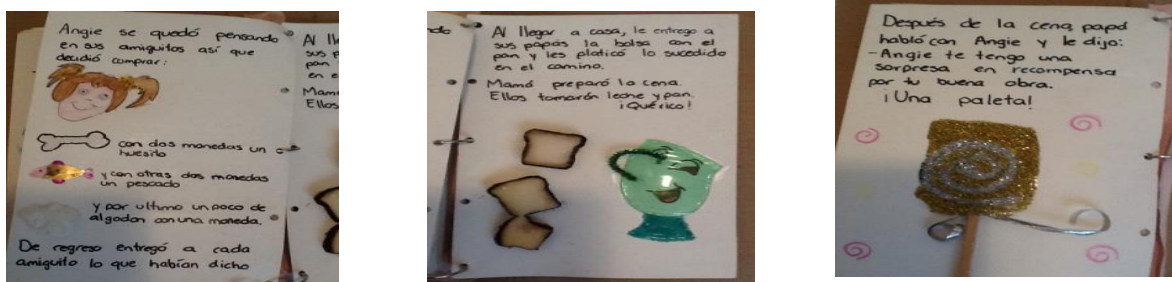 Angie se quedó pensando
en sus amiguitos así que
decidió comprar:
con dos monedas un
huesito
y con otras dos monedas
un pescado
y por ultimo un poco de
algodon con una moneda.
De regreso entregó a cada
amiguito lo que habían dicho
Al llegar a casa, le entrego a
sus papás la bolsa con el
pan y les platicó lo sucedido
en el camino.
Mamá preparó la cena.
Ellos tomarón leche y pan.
¡Qué rico!
Después de la cena papá
habló con Angie y le dijo:
-Angie te tengo una
sorpresa en recompensa
por tu buena obra.
¡Una paleta!